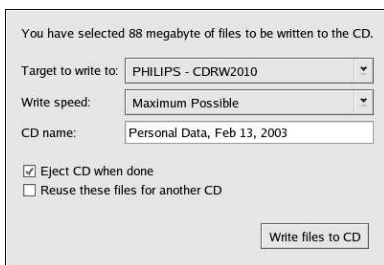 You have selected 88 megabyte of files to be written to the CD.
Target to write to: PHILIPS - CDRW2010
Write speed: Maximum Possible
CD name: Personal Data, Feb 13, 2003
Eject CD when done
Reuse these files for another CD
Write files to CD